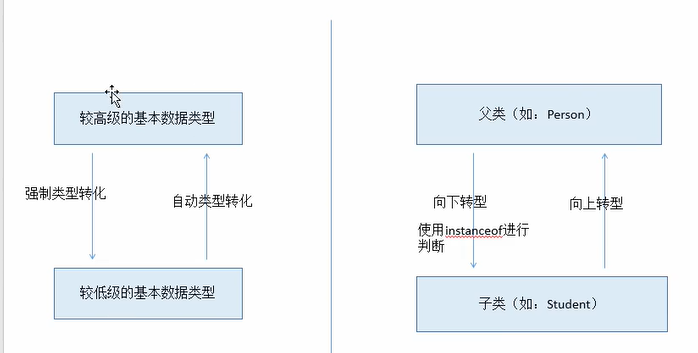 较高级的基本数据类型
强制类型转化
自动类型转化
较低级的基本数据类型
父类（如：Person）
向下转型
向上转型
使用instanceof进行
判断
子类（如：Student）